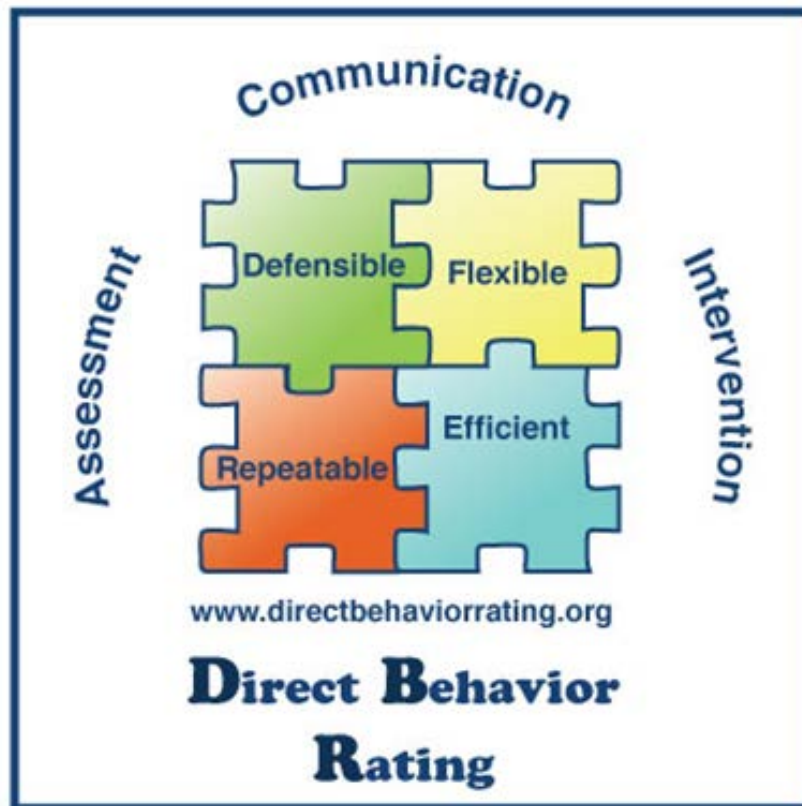 Communication
Assessment
Defensible
Flexible
Intervention
Repeatable
Efficient
www.directbehaviorrating.org
Direct Behavior
Rating